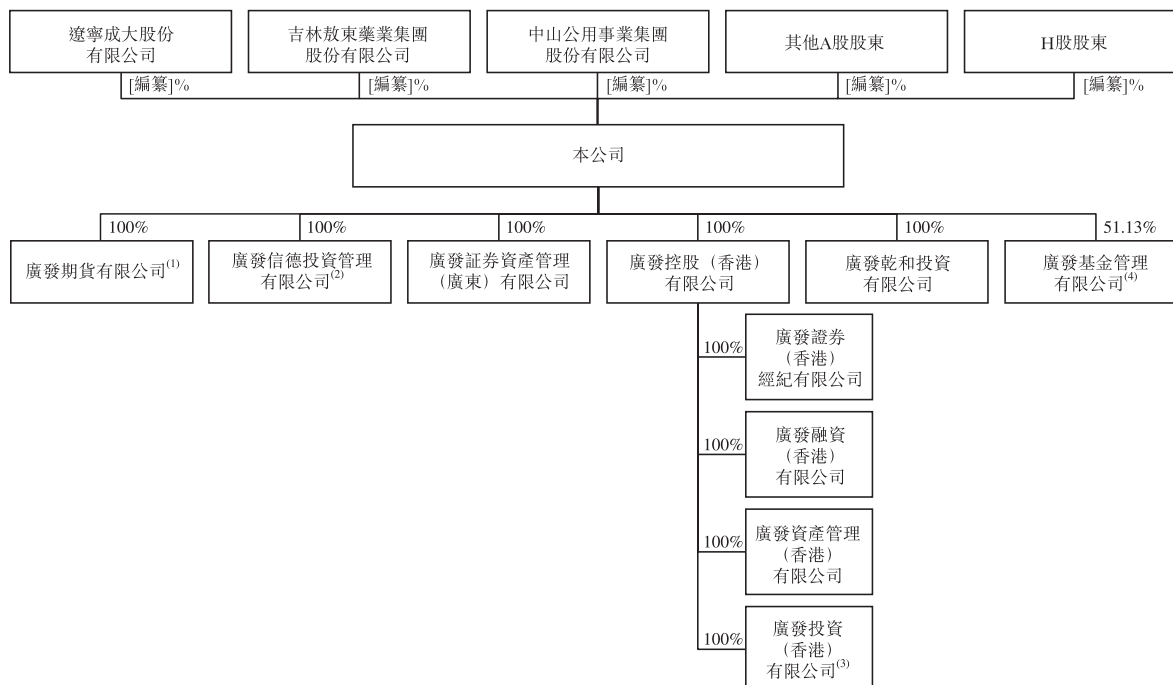 遼寧成大股份
有限公司
吉林敖東藥業集團
股份有限公司
中山公用事業集團
股份有限公司
其他A股股東
H股股東
[編纂]%
[編纂]%
[編纂]%
[編纂]%
[編纂]%
本公司
100%
100%
100%
100%
100%
51.13%
廣發期貨有限公司(1)
廣發信德投資管理
有限公司(2)
廣發証券資產管理
（廣東）有限公司
廣發控股（香港）
有限公司
廣發乾和投資
有限公司
廣發基金管理
有限公司(4)
100%
廣發證券
（香港）
經紀有限公司
100%
廣發融資
（香港）
有限公司
100%
廣發資產管理
（香港）
有限公司
100%
廣發投資
（香港）
有限公司(3)